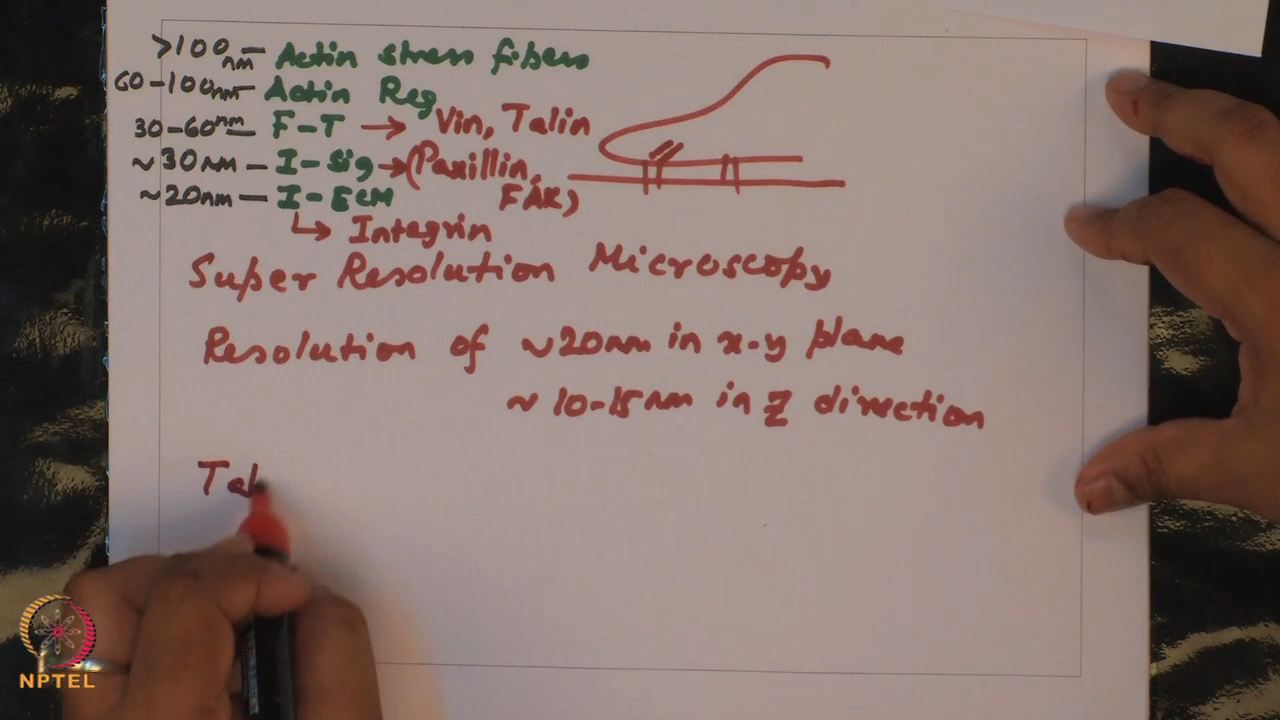 >100nm — Actin stress fibers
60-100nm — Actin Reg
30-60nm — F-T → Vin, Talin
~30nm — I-Sig → (Paxillin, FAK)
~20nm — I-ECM
↳ Integrin
Super Resolution Microscopy
Resolution of ~20nm in x-y plane
~ 10-15nm in Z direction
Tal
NPTEL